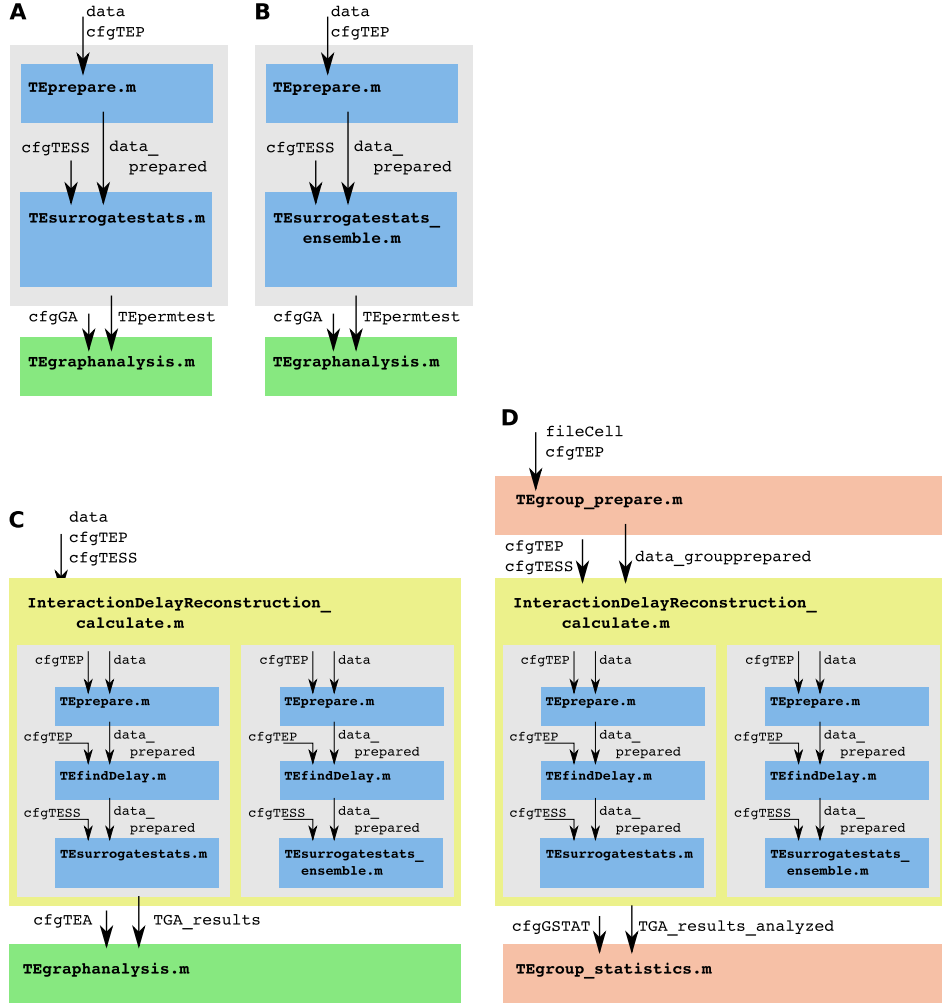 A
data
cfgTEP
TEprepare.m
cfgTESS
data_
prepared
TEsurrogatestats.m
cfgGA
TEpermtest
TEgraphanalysis.m
B
data
cfgTEP
TEprepare.m
cfgTESS
data_
prepared
TEsurrogatestats_
ensemble.m
cfgGA
TEpermtest
TEgraphanalysis.m
C
data
cfgTEP
cfgTESS
InteractionDelayReconstruction_
calculate.m
cfgTEP
data
TEprepare.m
cfgTEP
data_
prepared
TEfindDelay.m
cfgTESS
data_
prepared
TEsurrogatestats.m
cfgTEP
data
TEprepare.m
cfgTEP
data_
prepared
TEfindDelay.m
cfgTESS
data_
prepared
TEsurrogatestats_
ensemble.m
cfgTEA
TGA_results
TEgraphanalysis.m
D
fileCell
cfgTEP
TEgroup_prepare.m
cfgTEP
cfgTESS
data_groupprepared
InteractionDelayReconstruction_
calculate.m
cfgTEP
data
TEprepare.m
cfgTEP
data_
prepared
TEfindDelay.m
cfgTESS
data_
prepared
TEsurrogatestats.m
cfgTEP
data
TEprepare.m
cfgTEP
data_
prepared
TEfindDelay.m
cfgTESS
data_
prepared
TEsurrogatestats_
ensemble.m
cfgGSTAT
TGA_results_analyzed
TEgroup_statistics.m